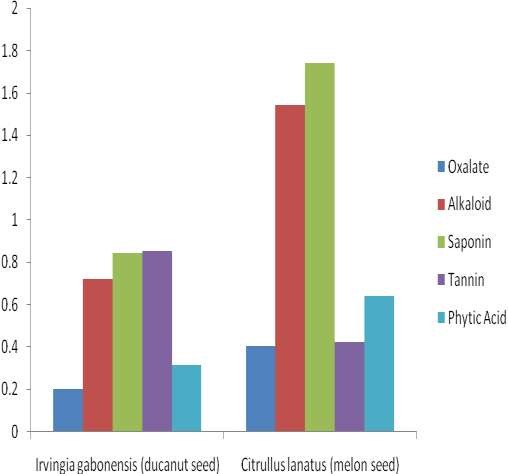 2
1.8
1.6
1.4
1.2
1
0.8
0.6
0.4
0.2
0
Irvingia gabonensis (ducanut seed)
Citrullus lanatus (melon seed)
Oxalate
Alkaloid
Saponin
Tannin
Phytic Acid